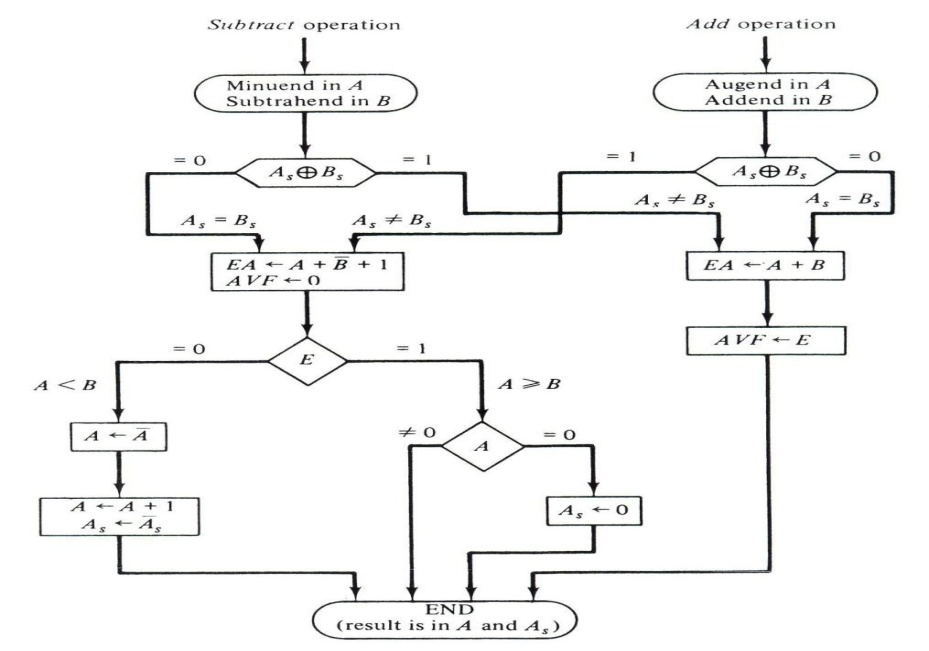 Subtract operation
Add operation
Minuend in A
Subtrahend in B
Augend in A
Addend in B
= 0
A_s ⊕ B_s
= 1
= 1
A_s ⊕ B_s
= 0
A_s = B_s
A_s ≠ B_s
A_s ≠ B_s
A_s = B_s
EA ← A + B̅ + 1
AVF ← 0
EA ← A + B
AVF ← E
= 0
E
= 1
A < B
A ⩾ B
A ← A̅
≠ 0
A
= 0
A ← A + 1
A_s ← A̅_s
A_s ← 0
END
(result is in A and A_s)